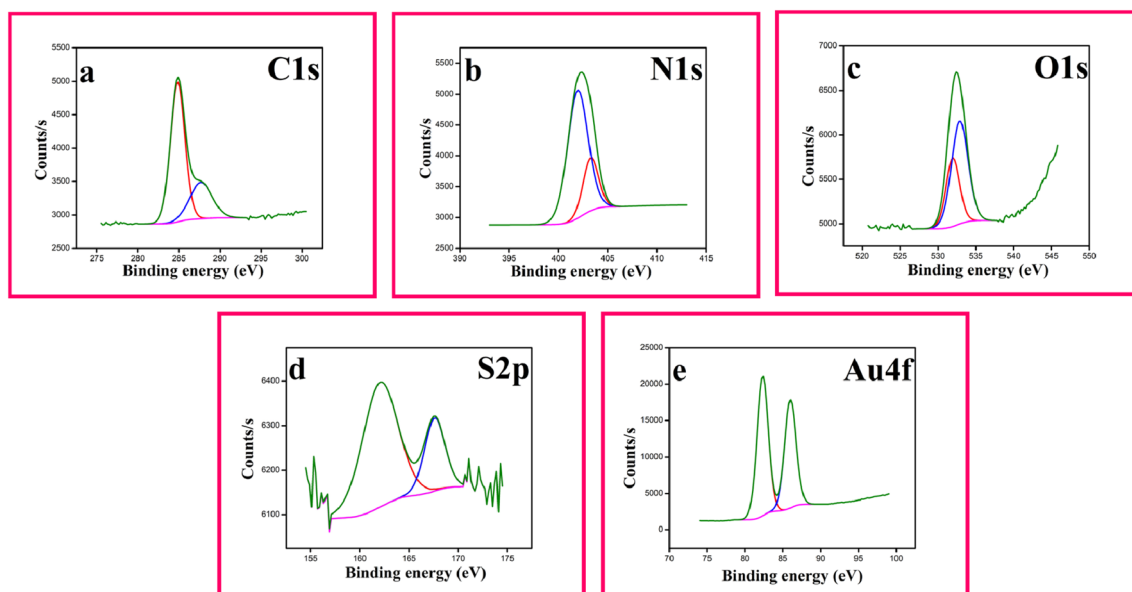 a
C1s
5500
5000
4500
4000
3500
3000
2500
275 280 285 290 295 300
Counts/s
Binding energy (eV)
b
N1s
5500
5000
4500
4000
3500
3000
2500
390 395 400 405 410 415
Counts/s
Binding energy (eV)
c
O1s
7000
6500
6000
5500
5000
520 525 530 535 540 545 550
Counts/s
Binding energy (eV)
d
S2p
6400
6300
6200
6100
155 160 165 170 175
Counts/s
Binding energy (eV)
e
Au4f
25000
20000
15000
10000
5000
0
70 74 80 85 90 95 100
Counts/s
Binding energy (eV)